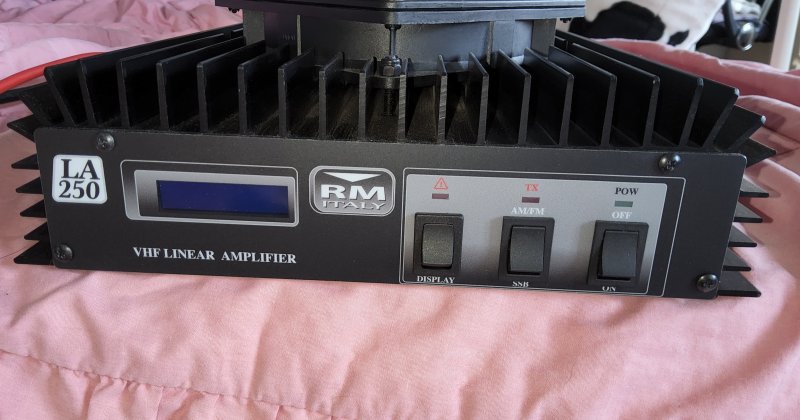 LA
250
RM
ITALY
VHF LINEAR AMPLIFIER
TX
POW
AM/FM
OFF
DISPLAY
SSB
ON